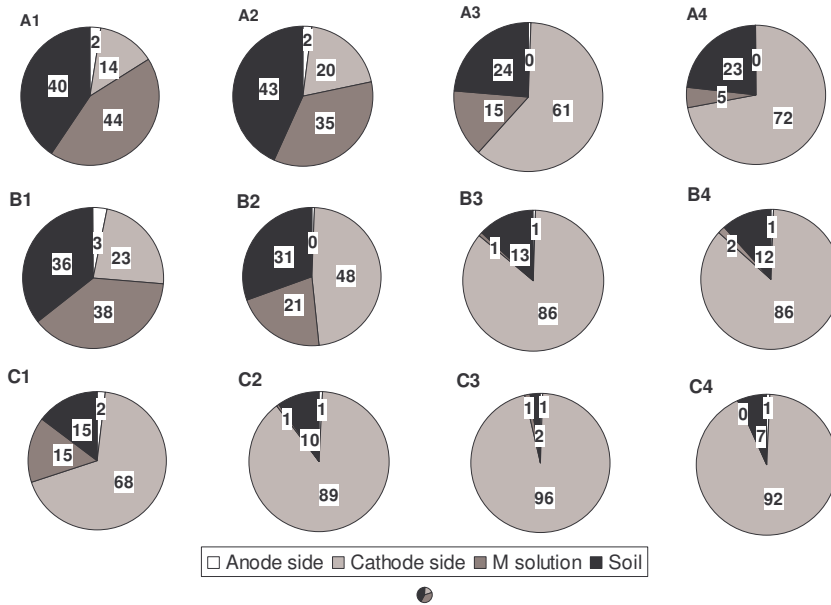 A1 A2 A3 A4
2 14 44 40
2 20 35 43
0 61 15 24
0 72 5 23
B1 B2 B3 B4
3 23 38 36
0 48 21 31
1 86 1 13
1 86 2 12
C1 C2 C3 C4
2 68 15 15
1 89 1 10
1 96 1 2
1 92 0 7
Anode side Cathode side M solution Soil